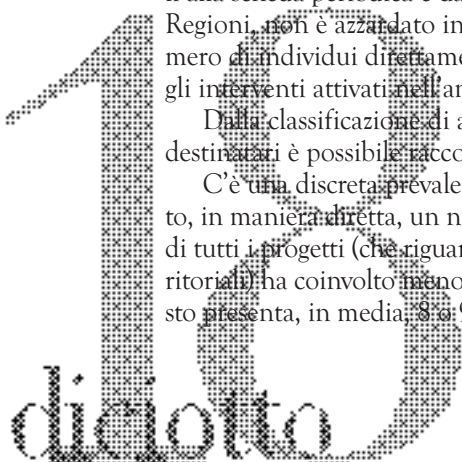 Regioni, non è azzardato in
mero di individui direttame
gli interventi attivati nell'an
Dalla classificazione di a
destinatari è possibile racco
C'è una discreta prevale
to, in maniera diretta, un n
di tutti i progetti (che riguar
ritoriali) ha coinvolto meno
sto presenta, in media, 8 o 9
18
diciotto